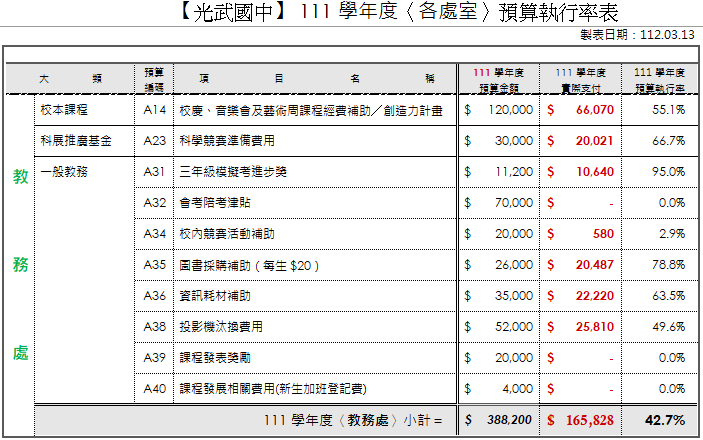 【光武國中】 111 學年度〈各處室〉預算執行率表
製表日期：112.03.13
大 類 預算編碼 項 目 名 稱 111 學年度預算金額 111 學年度實際支付 111 學年度預算執行率
教務處
校本課程 A14 校慶、音樂會及藝術周課程經費補助／創造力計畫 $ 120,000 $ 66,070 55.1%
科展推廣基金 A23 科學競賽準備費用 $ 30,000 $ 20,021 66.7%
一般教務 A31 三年級模擬考進步獎 $ 11,200 $ 10,640 95.0%
A32 會考陪考津貼 $ 70,000 $ - 0.0%
A34 校內競賽活動補助 $ 20,000 $ 580 2.9%
A35 圖書採購補助（每生 $20） $ 26,000 $ 20,487 78.8%
A36 資訊耗材補助 $ 35,000 $ 22,220 63.5%
A38 投影機汰換費用 $ 52,000 $ 25,810 49.6%
A39 課程發表獎勵 $ 20,000 $ - 0.0%
A40 課程發展相關費用(新生加班登記費) $ 4,000 $ - 0.0%
111 學年度〈教務處〉小計＝ $ 388,200 $ 165,828 42.7%